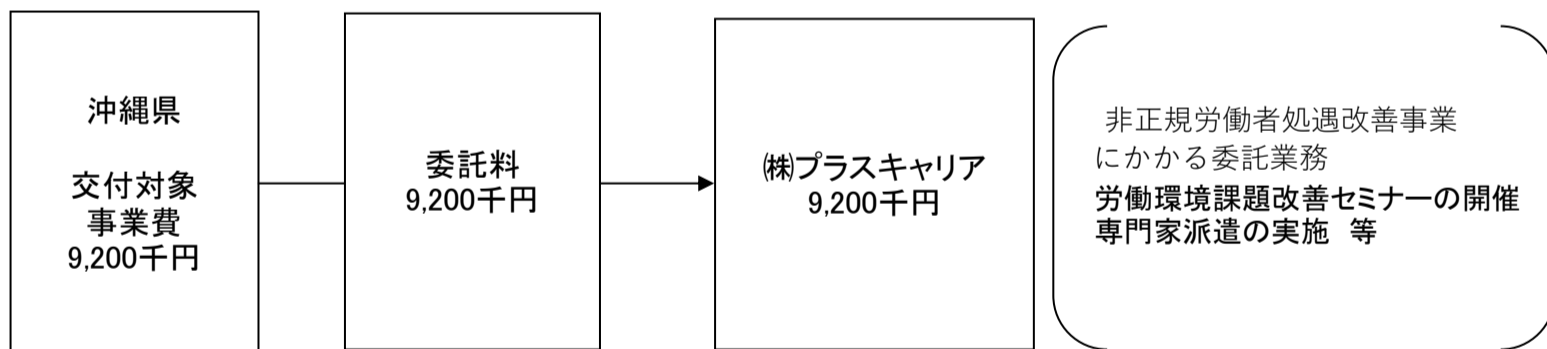 沖縄県
交付対象
事業費
9,200千円
委託料
9,200千円
㈱プラスキャリア
9,200千円
非正規労働者処遇改善事業
にかかる委託業務
労働環境課題改善セミナーの開催
専門家派遣の実施　等